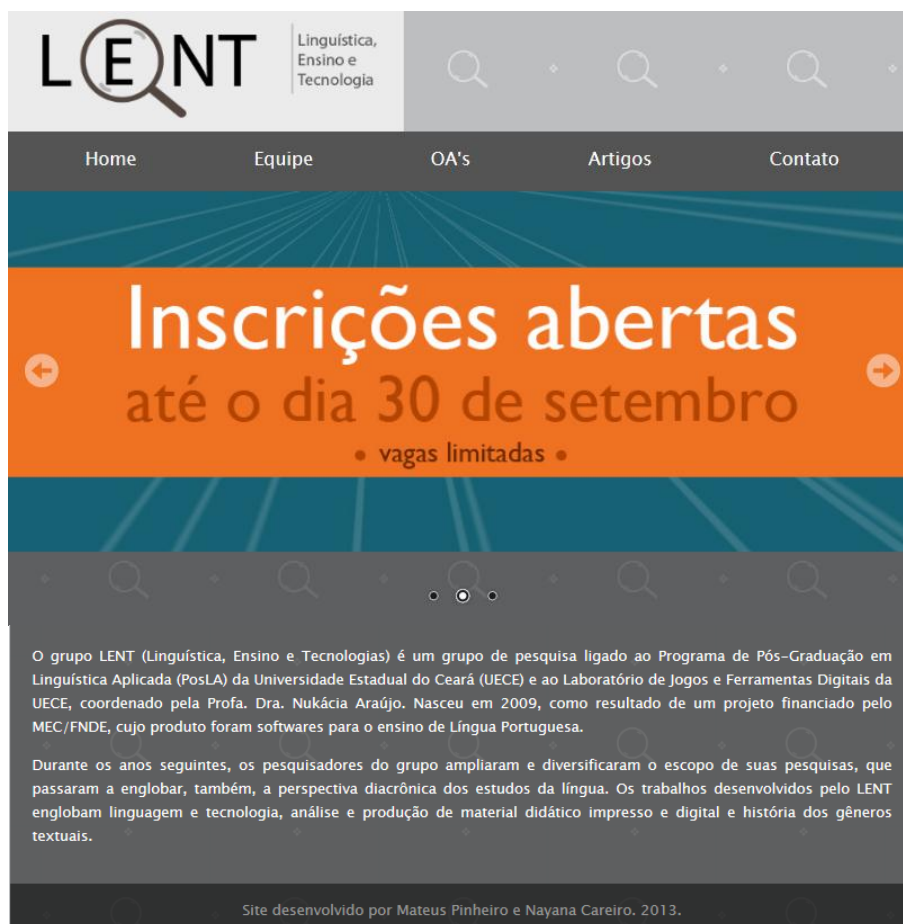 LENT
Linguística,
Ensino e
Tecnologia
Home Equipe OA's Artigos Contato
Inscrições abertas
até o dia 30 de setembro
• vagas limitadas •
O grupo LENT (Linguística, Ensino e Tecnologias) é um grupo de pesquisa ligado ao Programa de Pós-Graduação em
Linguística Aplicada (PosLA) da Universidade Estadual do Ceará (UECE) e ao Laboratório de Jogos e Ferramentas Digitais da
UECE, coordenado pela Profa. Dra. Nukácia Araújo. Nasceu em 2009, como resultado de um projeto financiado pelo
MEC/FNDE, cujo produto foram softwares para o ensino de Língua Portuguesa.
Durante os anos seguintes, os pesquisadores do grupo ampliaram e diversificaram o escopo de suas pesquisas, que
passaram a englobar, também, a perspectiva diacrônica dos estudos da língua. Os trabalhos desenvolvidos pelo LENT
englobam linguagem e tecnologia, análise e produção de material didático impresso e digital e história dos gêneros
textuais.
Site desenvolvido por Mateus Pinheiro e Nayana Careiro. 2013.